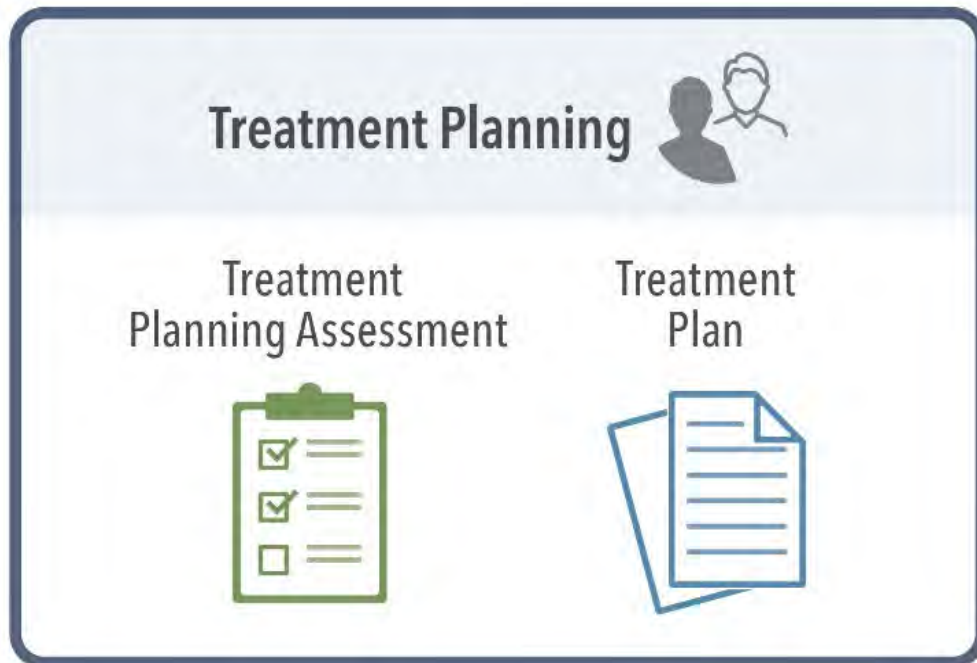 Treatment Planning
Treatment
Planning Assessment
Treatment
Plan